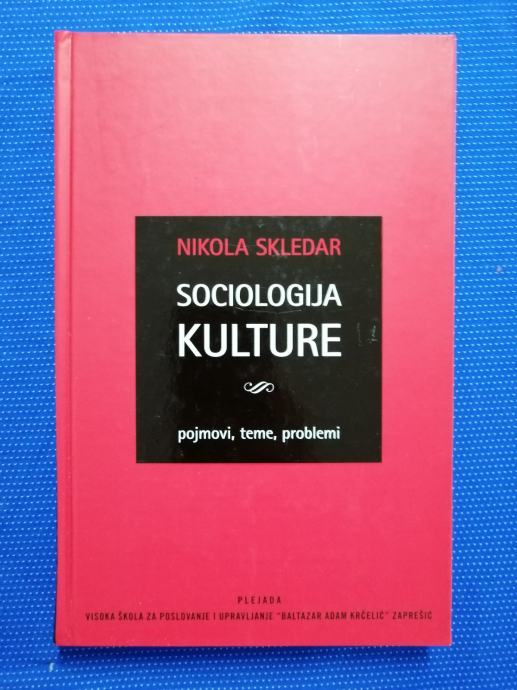 NIKOLA SKLEDAR
SOCIOLOGIJA
KULTURE
pojmovi, teme, problemi
PLEJADA
VISOKA ŠKOLA ZA POSLOVANJE I UPRAVLJANJE "BALTAZAR ADAM KRČELIĆ" ZAPREŠIĆ